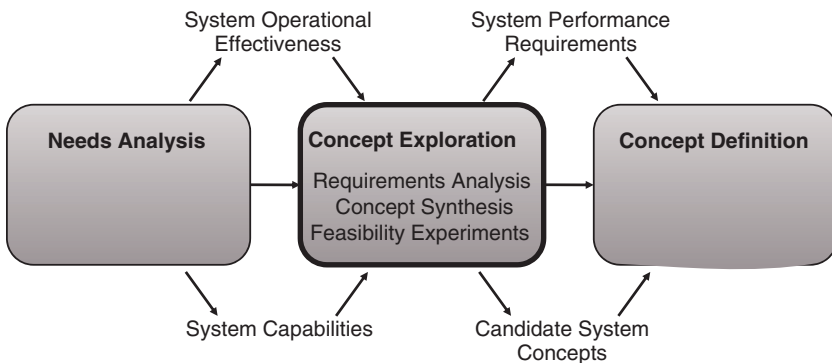 System Operational
Effectiveness
System Performance
Requirements
Needs Analysis
Concept Exploration
Requirements Analysis
Concept Synthesis
Feasibility Experiments
Concept Definition
System Capabilities
Candidate System
Concepts